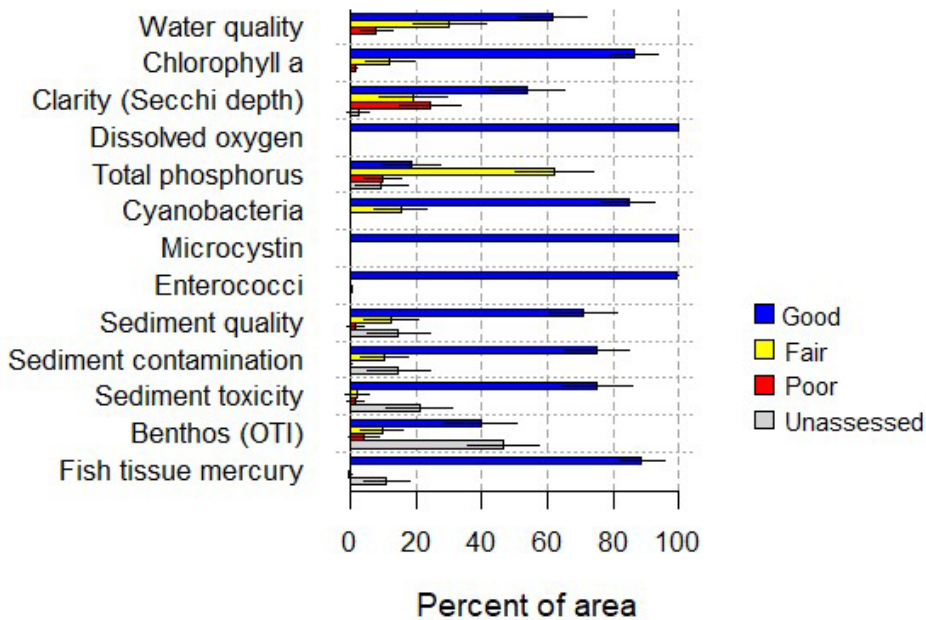 Water quality
Chlorophyll a
Clarity (Secchi depth)
Dissolved oxygen
Total phosphorus
Cyanobacteria
Microcystin
Enterococci
Sediment quality
Sediment contamination
Sediment toxicity
Benthos (OTI)
Fish tissue mercury
Good
Fair
Poor
Unassessed
0 20 40 60 80 100
Percent of area